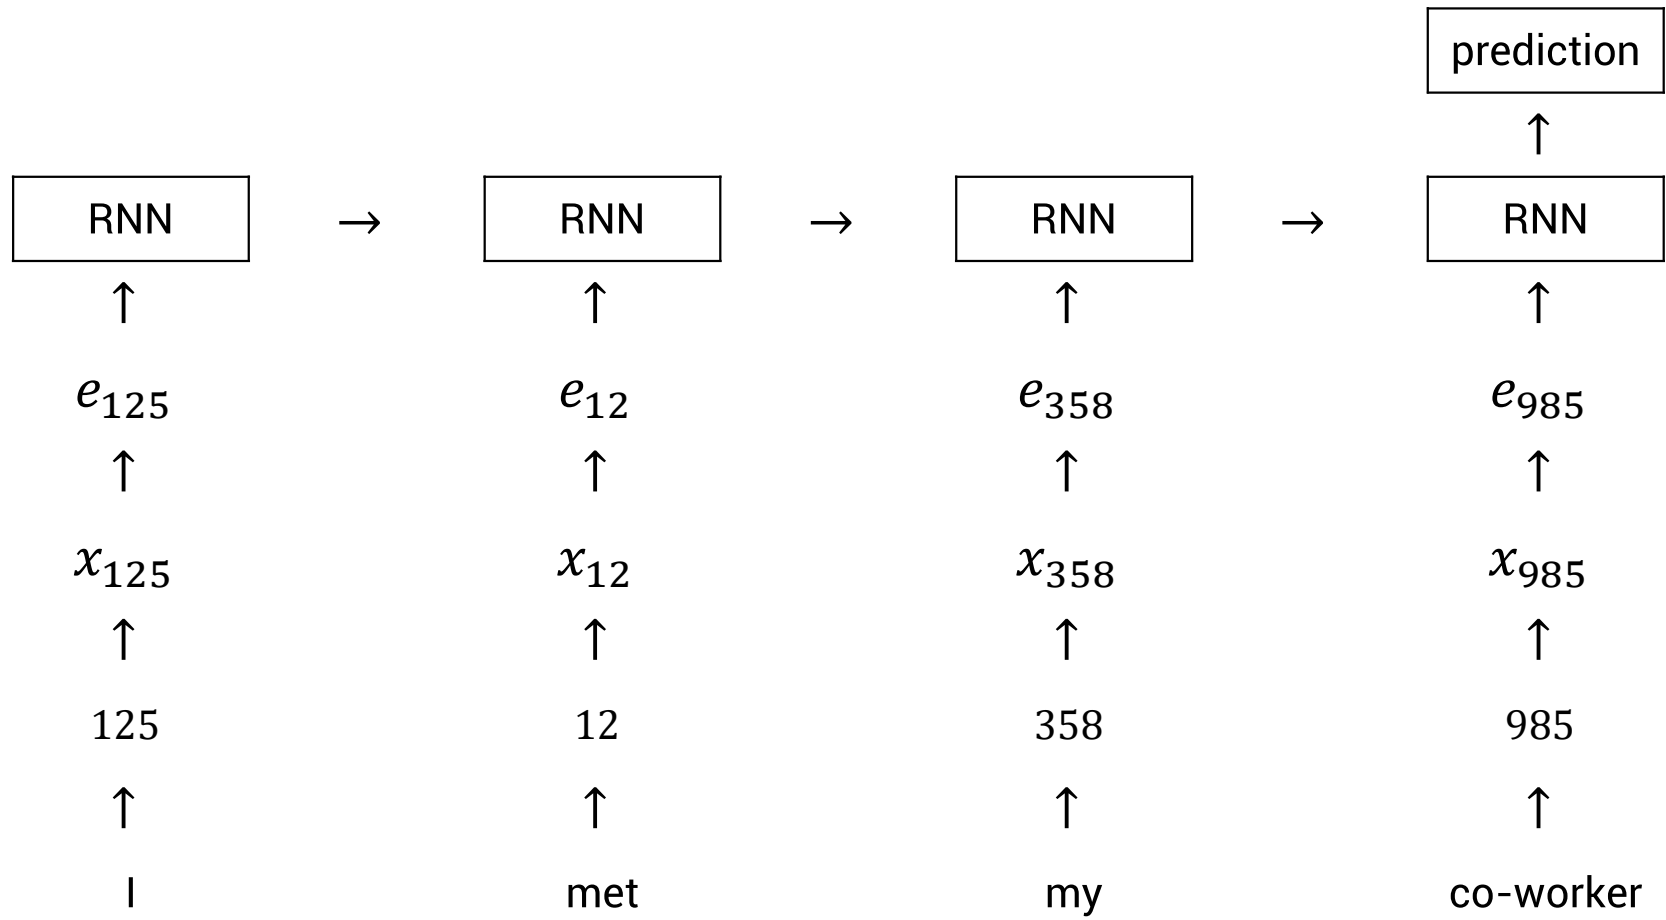 prediction
RNN → RNN → RNN → RNN
e₁₂₅ e₁₂ e₃₅₈ e₉₈₅
x₁₂₅ x₁₂ x₃₅₈ x₉₈₅
125 12 358 985
I met my co-worker